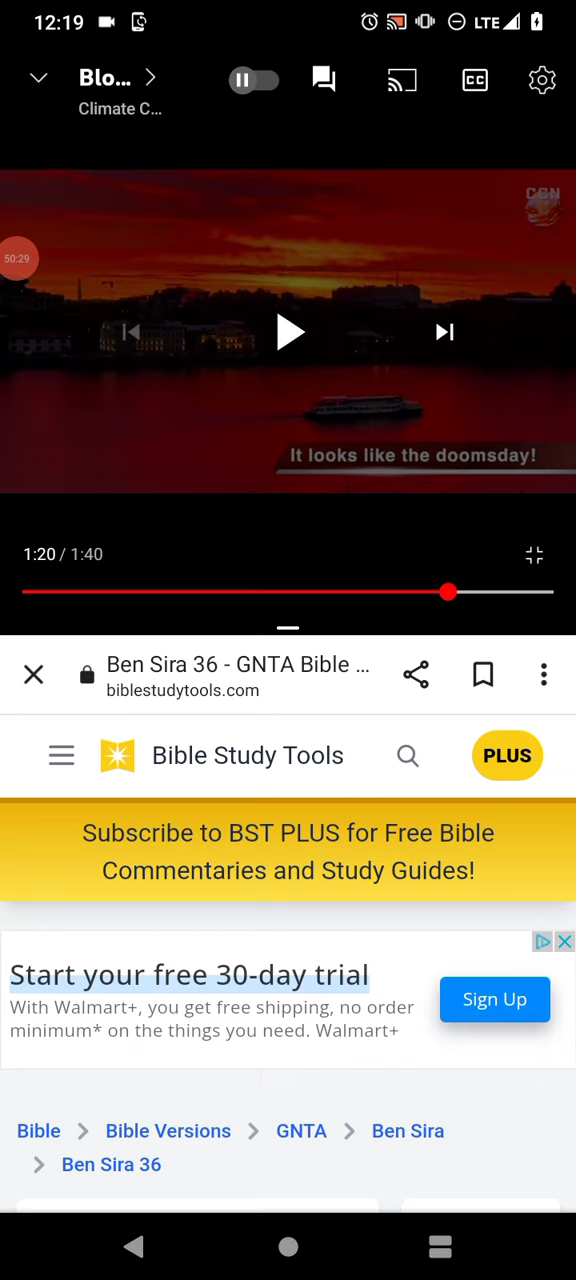 12:19
LTE
Blo...
Climate C...
CC
CBN
50:29
It looks like the doomsday!
1:20 / 1:40
Ben Sira 36 - GNTA Bible ...
biblestudytools.com
Bible Study Tools
PLUS
Subscribe to BST PLUS for Free Bible
Commentaries and Study Guides!
Start your free 30-day trial
With Walmart+, you get free shipping, no order
minimum* on the things you need. Walmart+
Sign Up
Bible
Bible Versions
GNTA
Ben Sira
Ben Sira 36